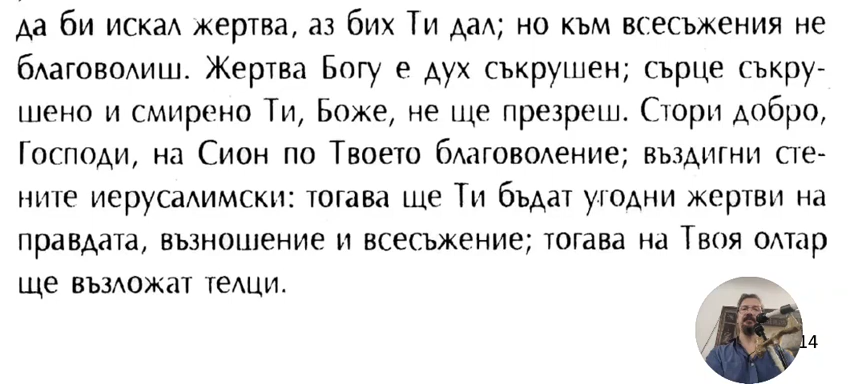 да би искал жертва, аз бих Ти дал; но към всесъжения не
благоволиш. Жертва Богу е дух съкрушен; сърце съкру-
шено и смирено Ти, Боже, не ще презреш. Стори добро,
Господи, на Сион по Твоето благоволение; въздигни сте-
ните иерусалимски: тогава ще Ти бъдат угодни жертви на
правдата, възношение и всесъжение; тогава на Твоя олтар
ще възложат телци.
14